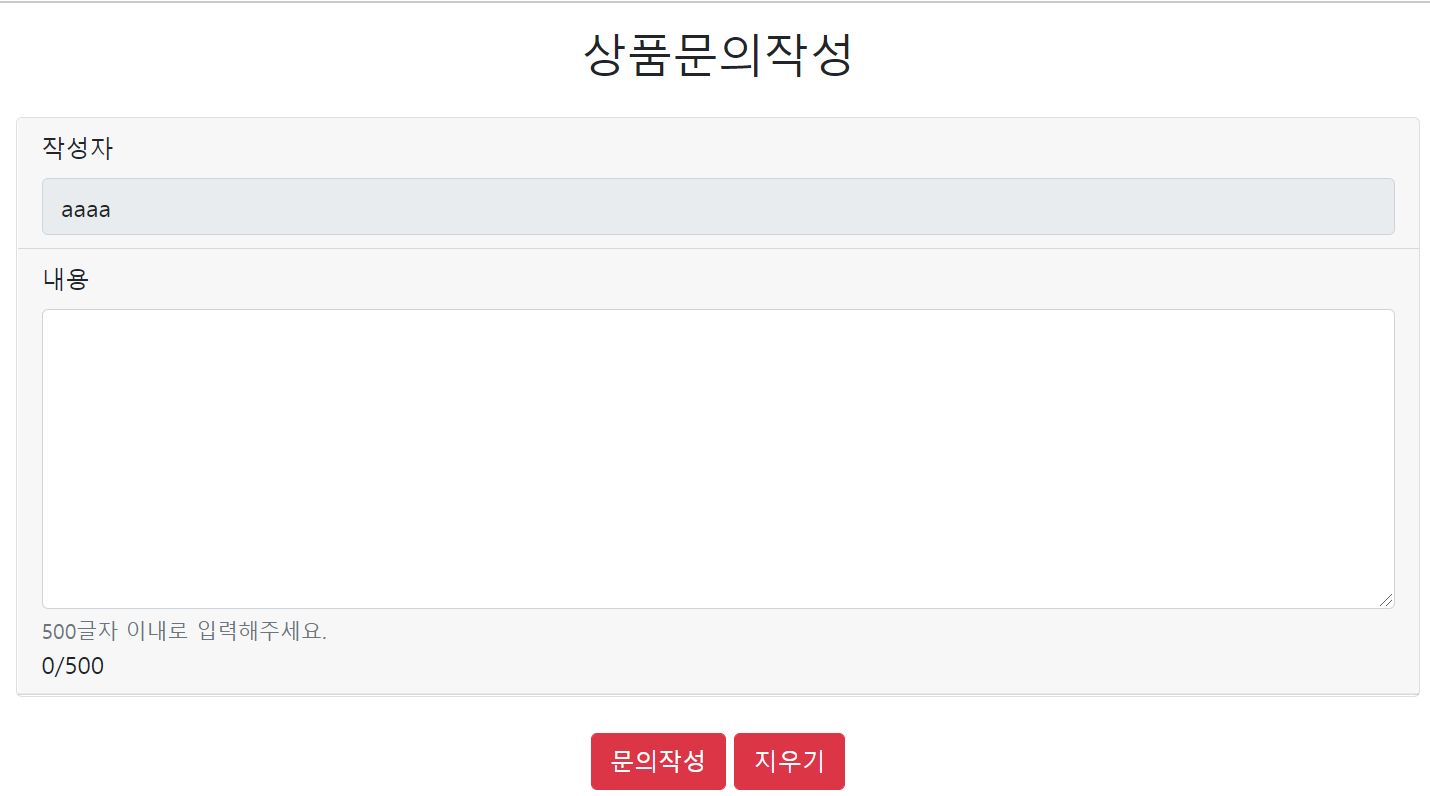 상품문의작성
작성자
aaaa
내용
500글자 이내로 입력해주세요.
0/500
문의작성 지우기